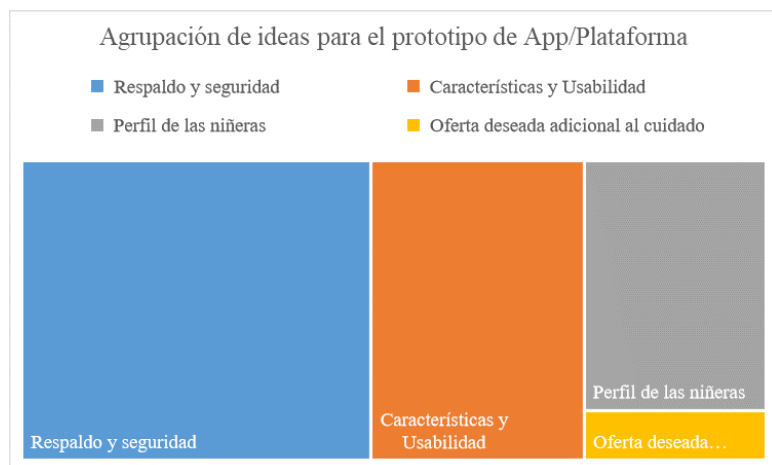 Agrupación de ideas para el prototipo de App/Plataforma
Respaldo y seguridad
Características y Usabilidad
Perfil de las niñeras
Oferta deseada adicional al cuidado
Respaldo y seguridad
Características y
Usabilidad
Perfil de las niñeras
Oferta deseada…